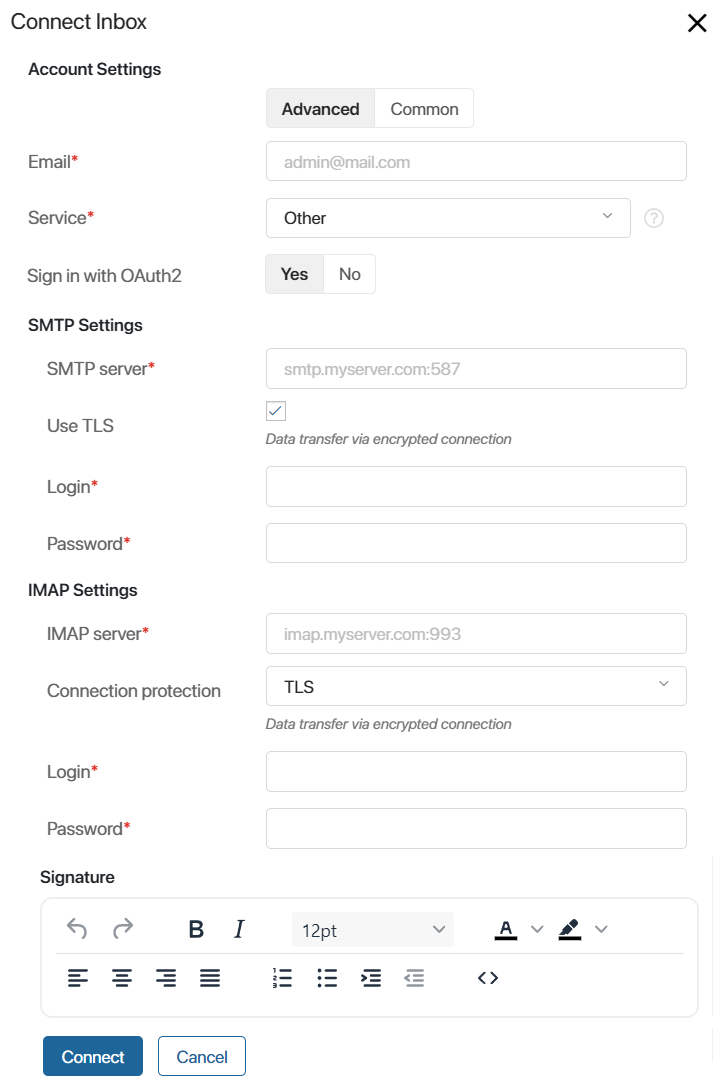 Connect Inbox
Account Settings
Advanced Common
Email* admin@mail.com
Service* Other ?
Sign in with OAuth2 Yes No
SMTP Settings
SMTP server* smtp.myserver.com:587
Use TLS
Data transfer via encrypted connection
Login*
Password*
IMAP Settings
IMAP server* imap.myserver.com:993
Connection protection TLS
Data transfer via encrypted connection
Login*
Password*
Signature
B I 12pt A
Connect Cancel